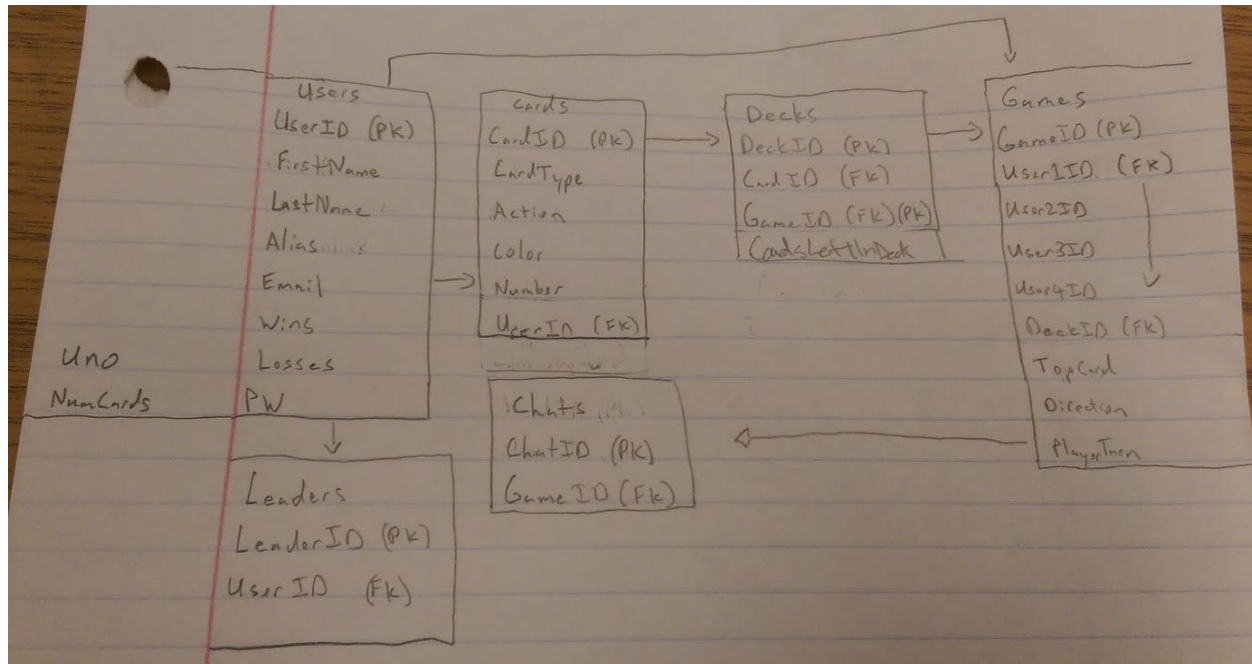 Users
UserID (PK)
FirstName
LastName
Alias
Email
Wins
Uno
Losses
NumCards
PW
Cards
CardID (PK)
CardType
Action
Color
Number
UserID (FK)
Decks
DeckID (PK)
CardID (FK)
GameID (FK)(PK)
CardsLeftInDeck
Games
GameID (PK)
User1ID (FK)
User2ID
User3ID
User4ID
DeckID (FK)
TopCard
Direction
PlayerTurn
Chats
ChatID (PK)
GameID (FK)
Leaders
LeaderID (PK)
UserID (FK)